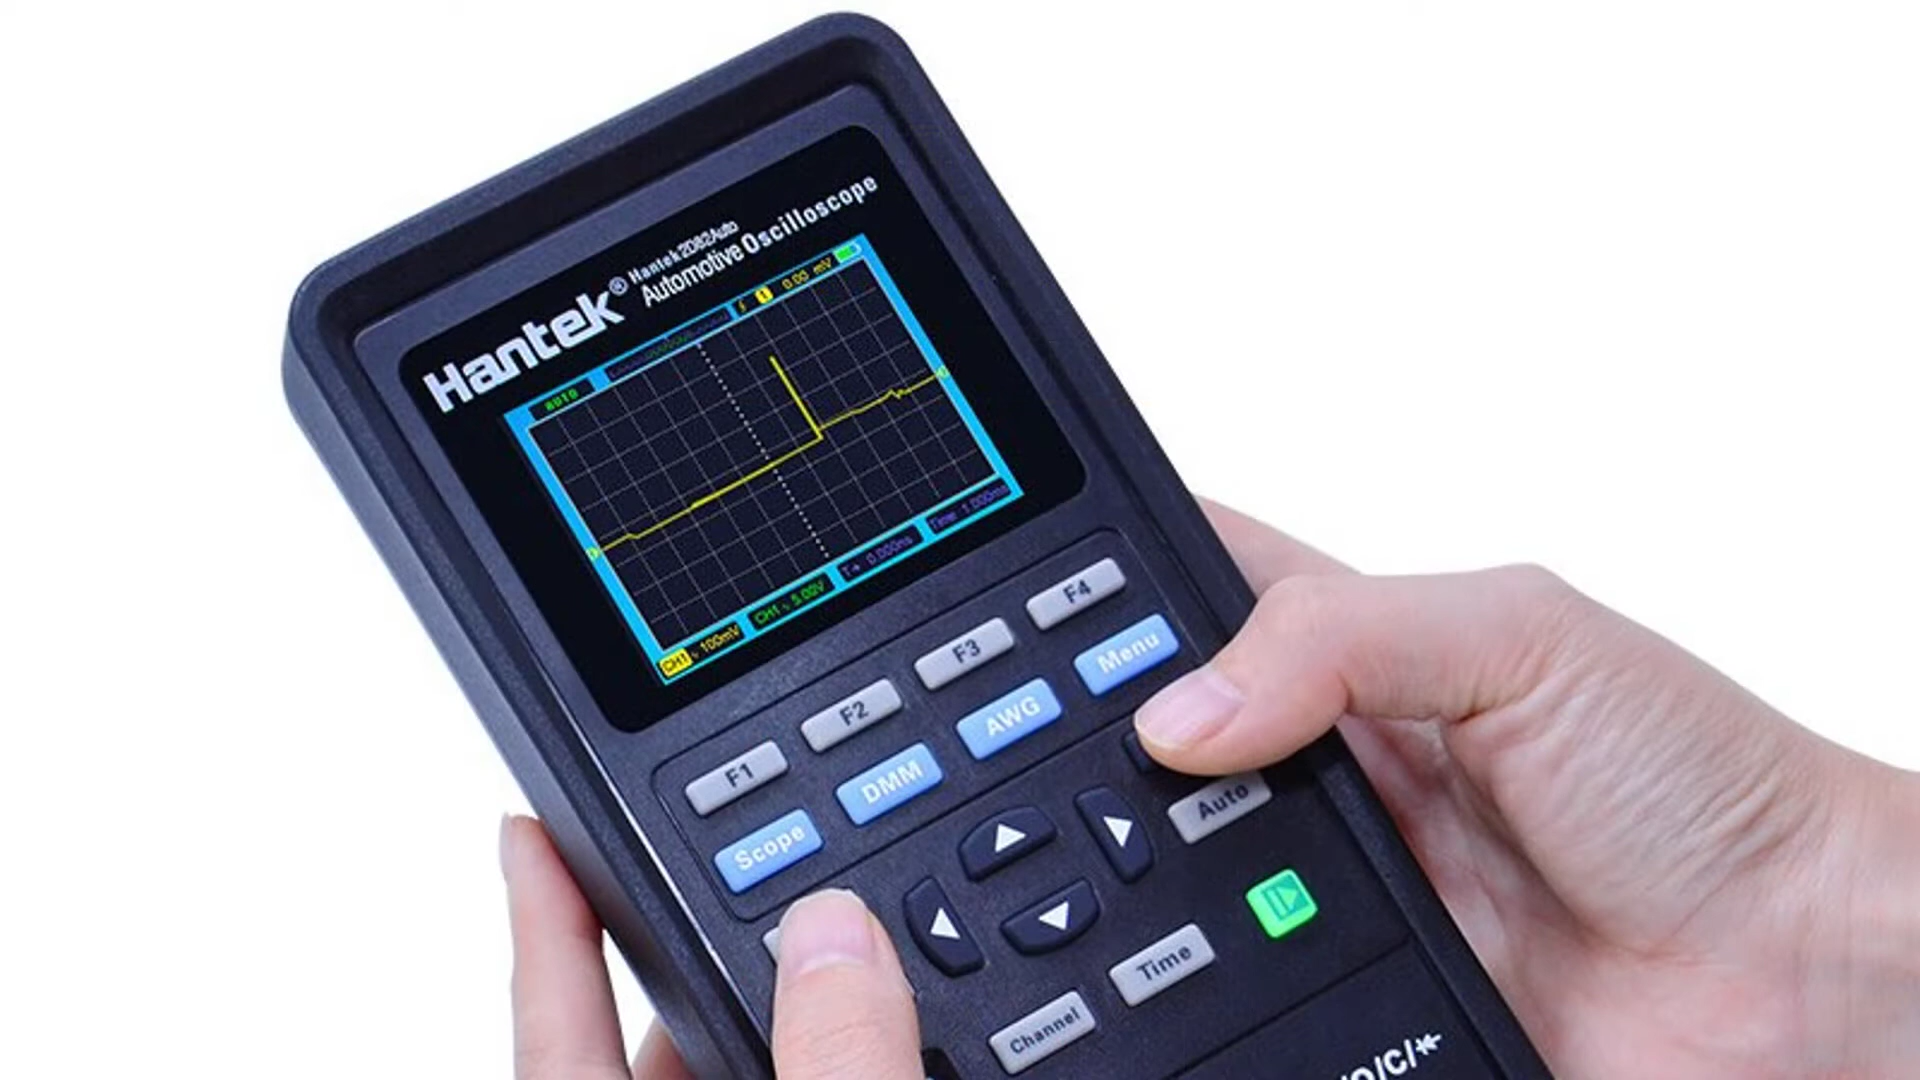 Hantek®
Hantek2D82Auto
Automotive Oscilloscope
AUTO
0.00 mV
CH1 ~ 100mV
CH1 ~ 5.00V
T→ 0.000ns
Time 1.000ms
F1
F2
F3
F4
Scope
DMM
AWG
Menu
Auto
Time
Channel